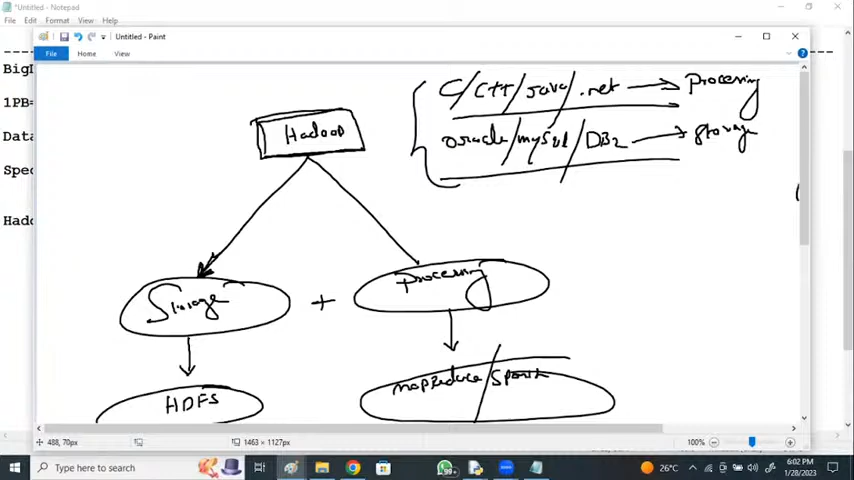 *Untitled - Notepad
File Edit Format View Help
Untitled - Paint
File Home View
BigD
1PB=
Data
Spec
Hado
C/C++/Java/.net → Processing
oracle/mySql/DB2 → Storage
Hadoop
Storage + Processing
HDFS
mapReduce/Spark
488, 70px
1463 × 1127px
100%
Type here to search
99+
26°C
6:02 PM
1/28/2023